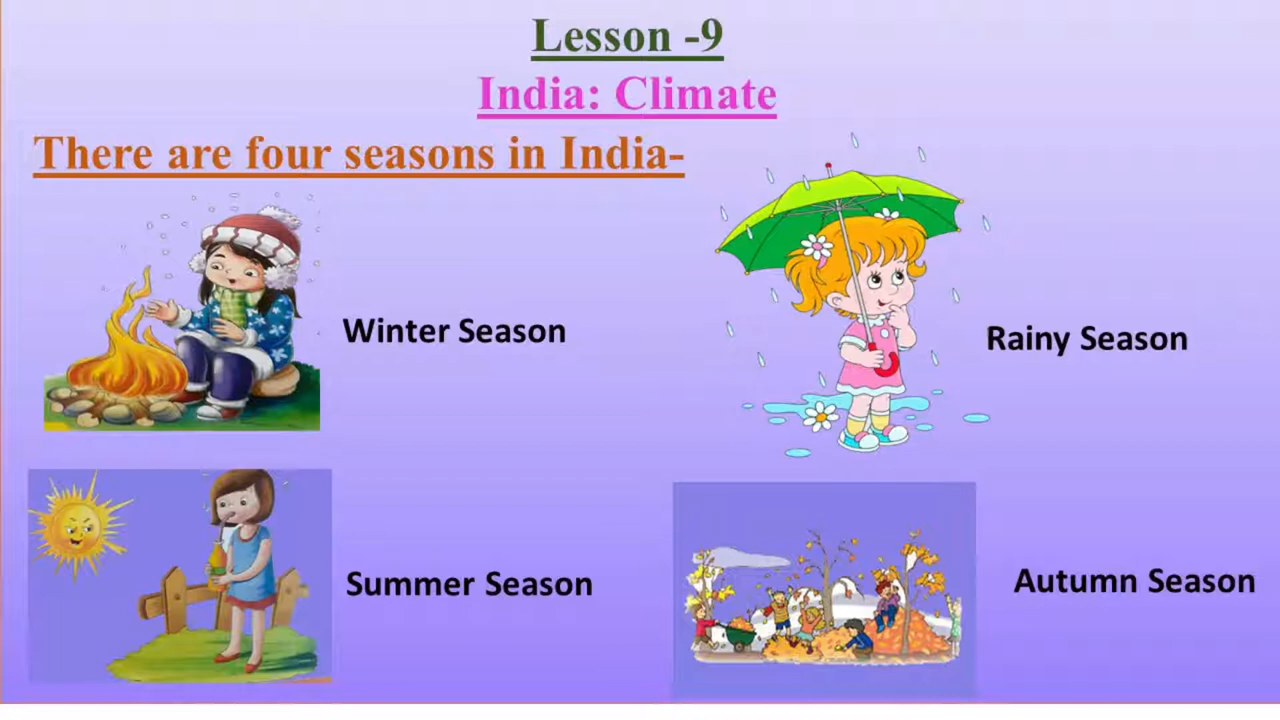 Lesson -9
India: Climate
There are four seasons in India-
Winter Season
Rainy Season
Summer Season
Autumn Season